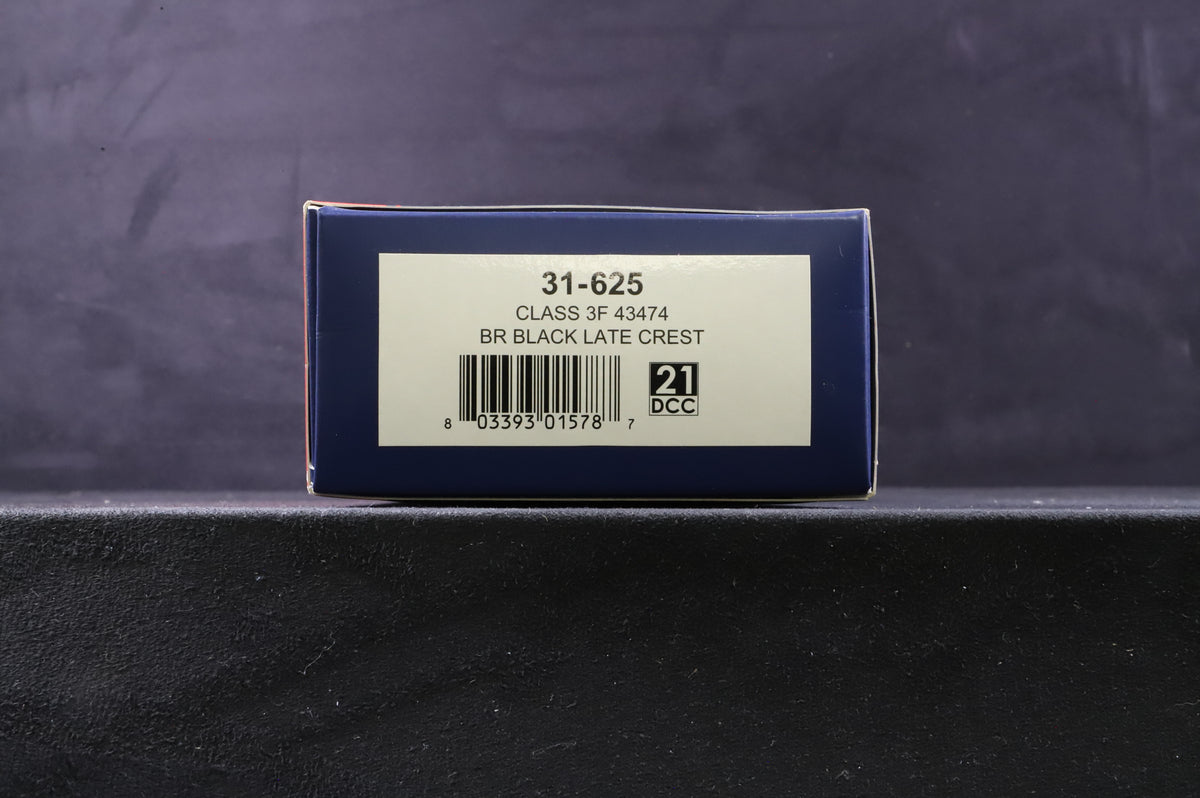 31-625
CLASS 3F 43474
BR BLACK LATE CREST
21
DCC
8 03393 01578 7